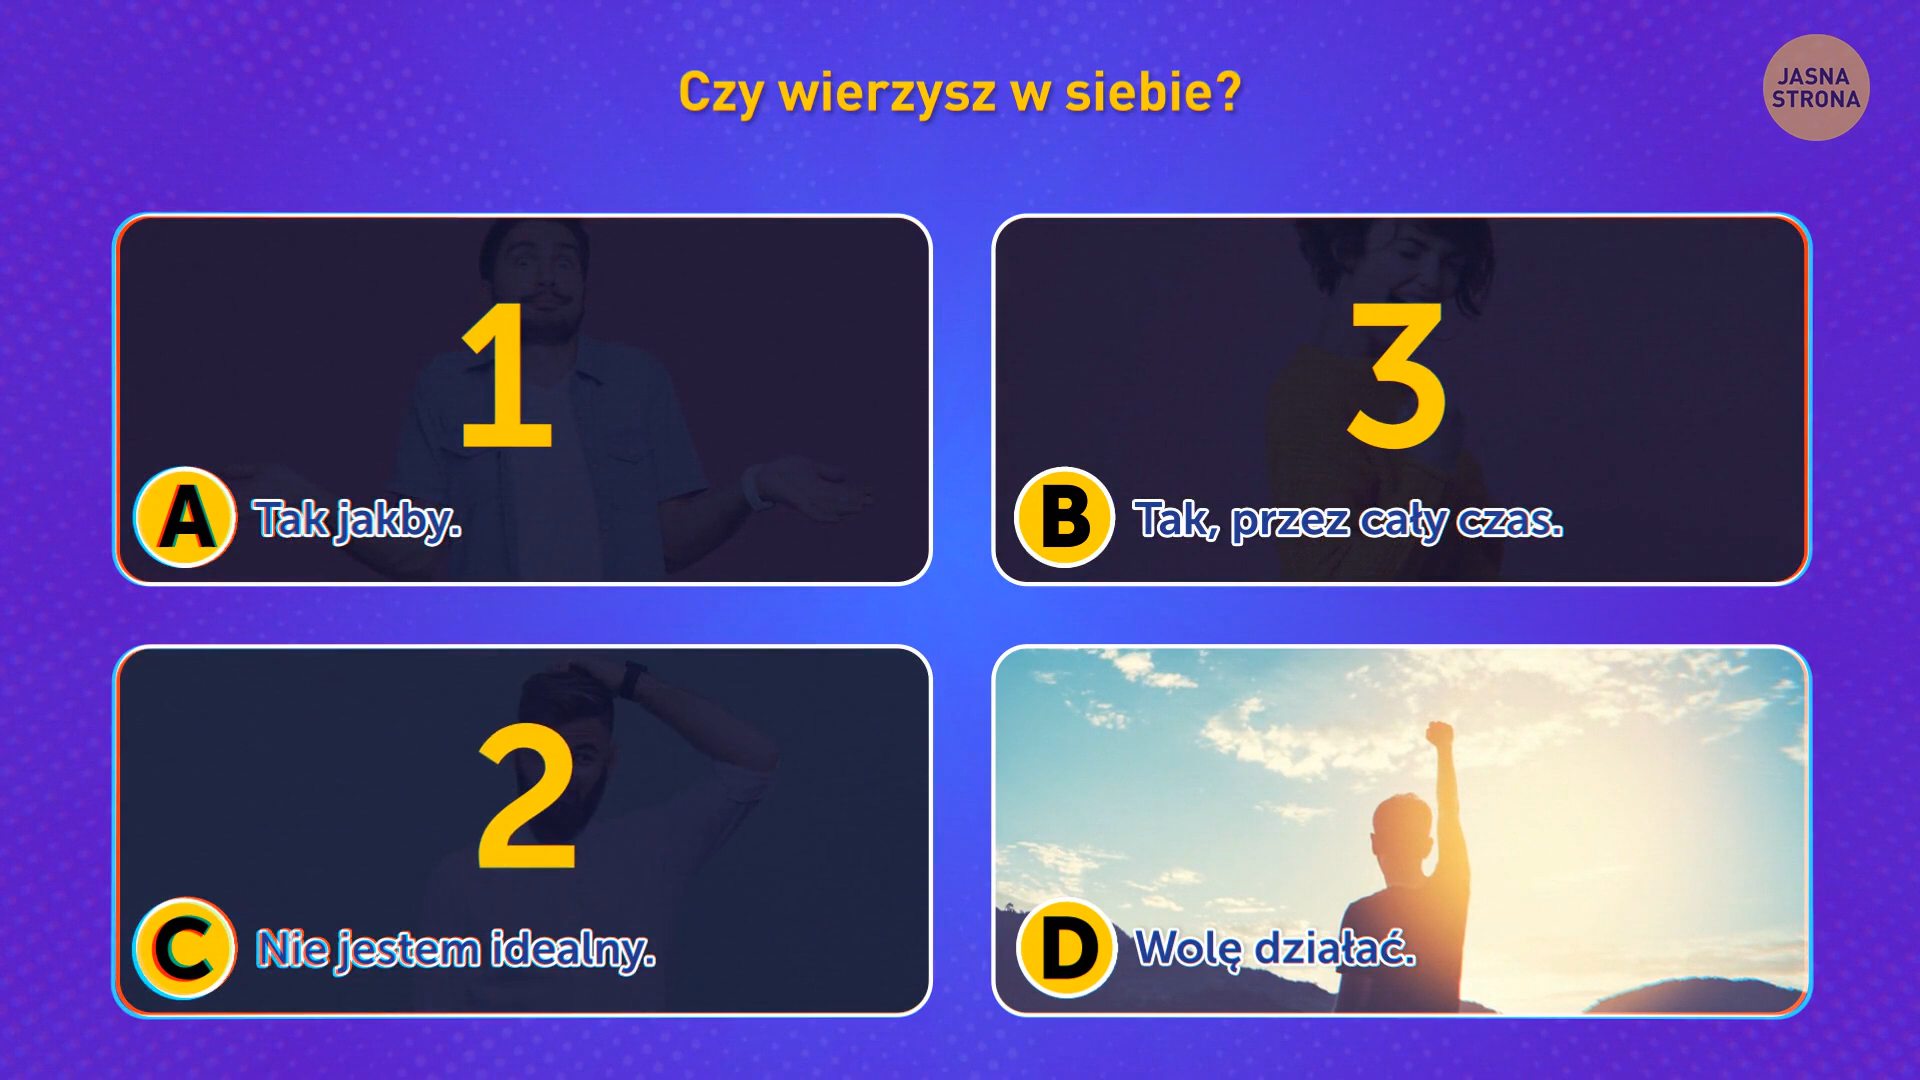 Czy wierzysz w siebie?
JASNA
STRONA
1
A Tak jakby.
3
B Tak, przez cały czas.
2
C Nie jestem idealny.
D Wolę działać.